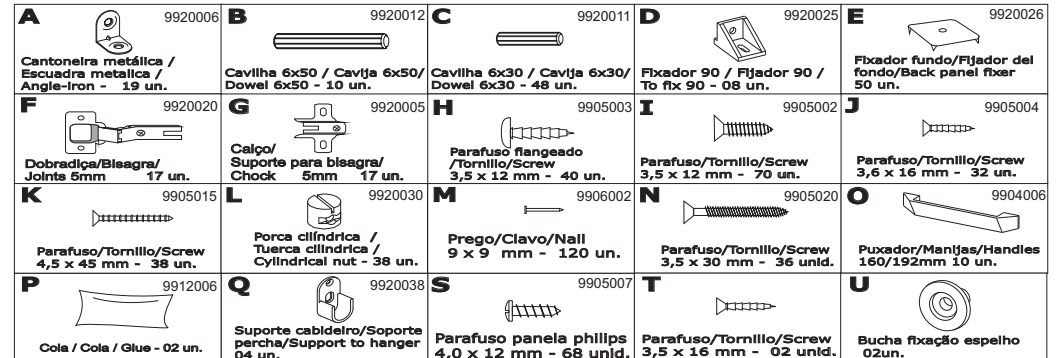 A 9920006
Cantoneira metálica /
Escuadra metalica /
Angle-iron - 19 un.
B 9920012
Cavilha 6x50 / Cavija 6x50/
Dowel 6x50 - 10 un.
C 9920011
Cavilha 6x30 / Cavija 6x30/
Dowel 6x30 - 48 un.
D 9920025
Fixador 90 / Fijador 90 /
To fix 90 - 08 un.
E 9920026
Fixador fundo/Fijador del
fondo/Back panel fixer
50 un.
F 9920020
Dobradiça/Bisagra/
Joints 5mm 17 un.
G 9920005
Calço/
Suporte para bisagra/
Chock 5mm 17 un.
H 9905003
Parafuso flangeado
/Tornillo/Screw
3,5 x 12 mm - 40 un.
I 9905002
Parafuso/Tornillo/Screw
3,5 x 12 mm - 70 un.
J 9905004
Parafuso/Tornillo/Screw
3,6 x 16 mm - 32 un.
K 9905015
Parafuso/Tornillo/Screw
4,5 x 45 mm - 38 un.
L 9920030
Porca cilíndrica /
Tuerca cilindrica /
Cylindrical nut - 38 un.
M 9906002
Prego/Clavo/Nail
9 x 9 mm - 120 un.
N 9905020
Parafuso/Tornillo/Screw
3,5 x 30 mm - 36 unid.
O 9904006
Puxador/Manijas/Handles
160/192mm 10 un.
P 9912006
Cola / Cola / Glue - 02 un.
Q 9920038
Suporte cabideiro/Soporte
percha/Support to hanger
04 un.
S 9905007
Parafuso panela philips
4,0 x 12 mm - 68 unid.
T
Parafuso/Tornillo/Screw
3,5 x 16 mm - 02 unid.
U
Bucha fixação espelho
02un.